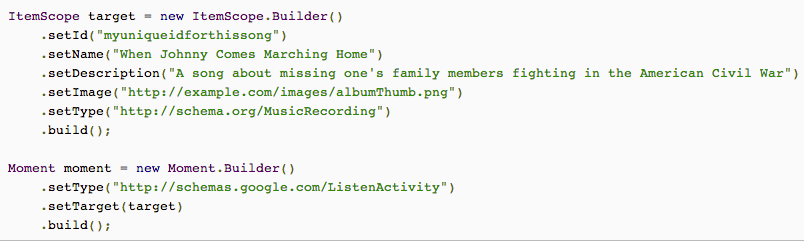 ItemScope target = new ItemScope.Builder()
    .setId("myuniqueidforthissong")
    .setName("When Johnny Comes Marching Home")
    .setDescription("A song about missing one's family members fighting in the American Civil War")
    .setImage("http://example.com/images/albumThumb.png")
    .setType("http://schema.org/MusicRecording")
    .build();

Moment moment = new Moment.Builder()
    .setType("http://schemas.google.com/ListenActivity")
    .setTarget(target)
    .build();